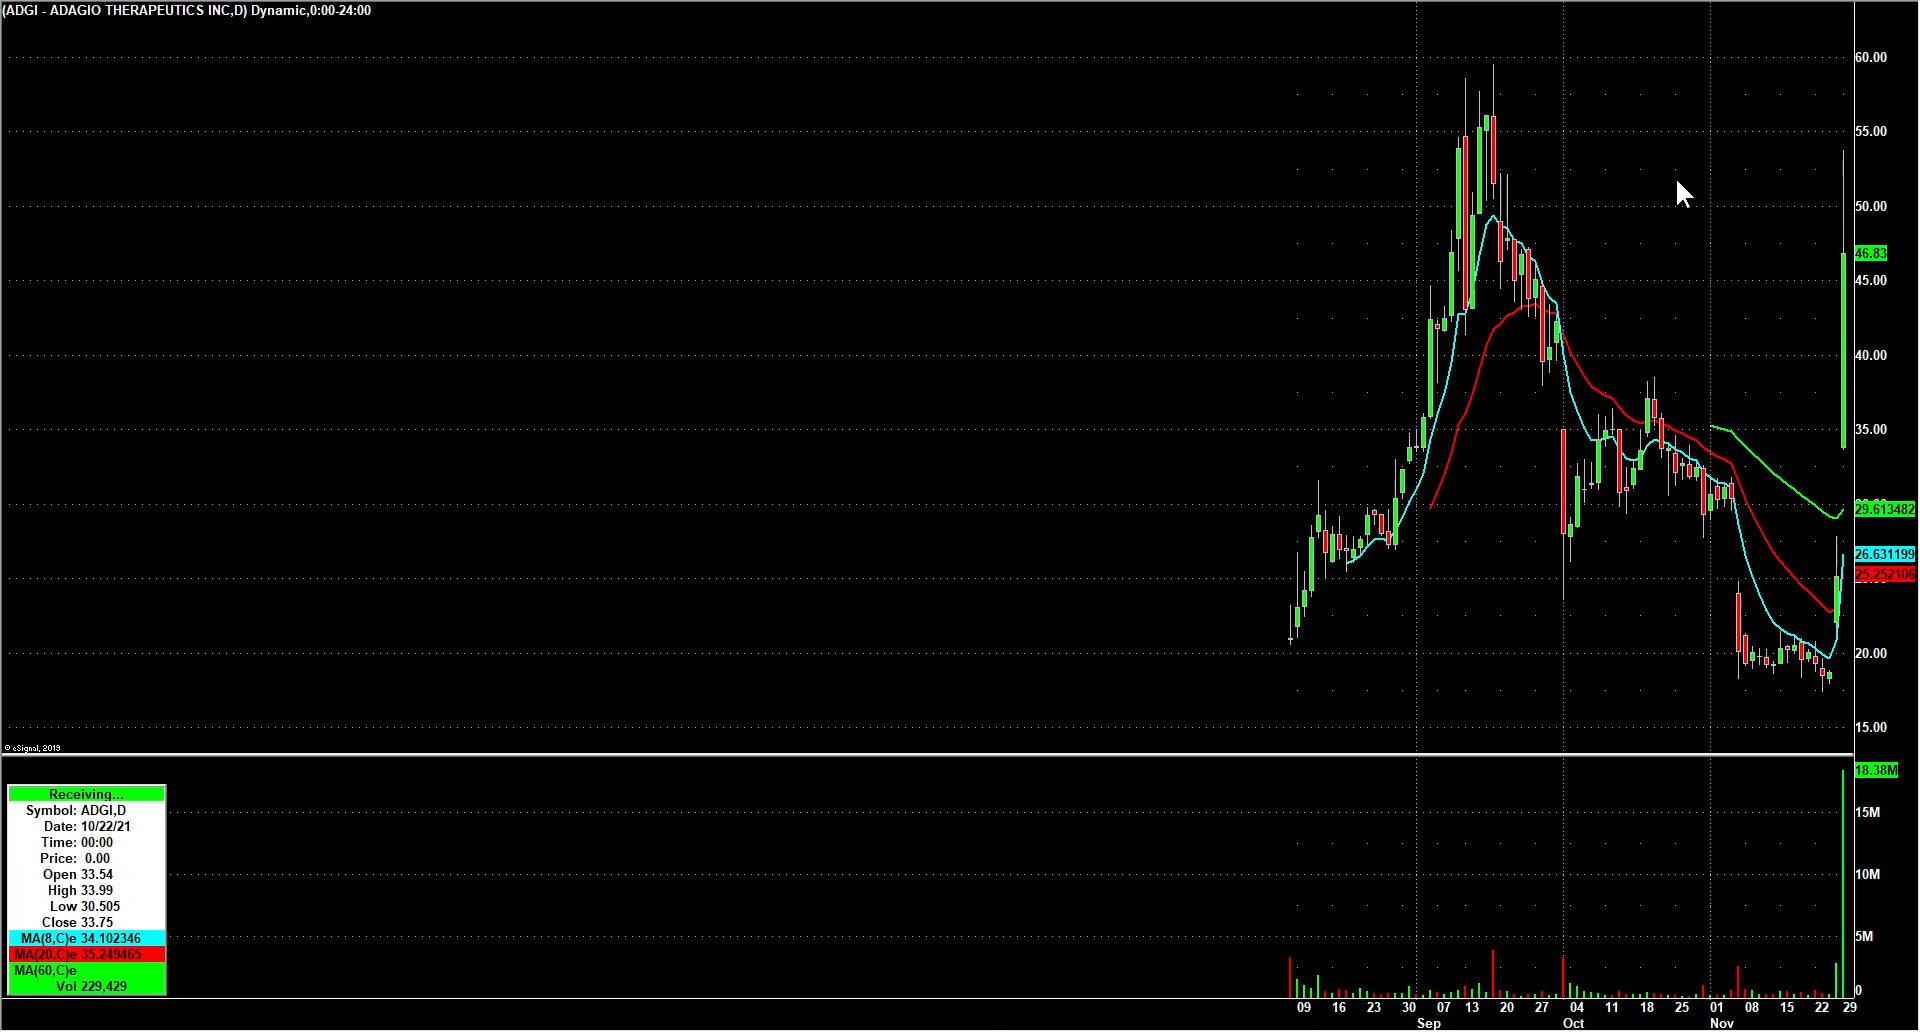 (ADGI - ADAGIO THERAPEUTICS INC,D) Dynamic,0:00-24:00
60.00
55.00
50.00
46.83
45.00
40.00
35.00
29.613482
26.631199
25.252106
20.00
15.00
© eSignal, 2019
18.38M
15M
10M
5M
0
Receiving...
Symbol: ADGI,D
Date: 10/22/21
Time: 00:00
Price: 0.00
Open 33.54
High 33.99
Low 30.505
Close 33.75
MA(8,C)e 34.102346
MA(20,C)e 35.249465
MA(60,C)e
Vol 229,429
09 16 23 30 07 13 20 27 04 11 18 25 01 08 15 22 29
Sep Oct Nov